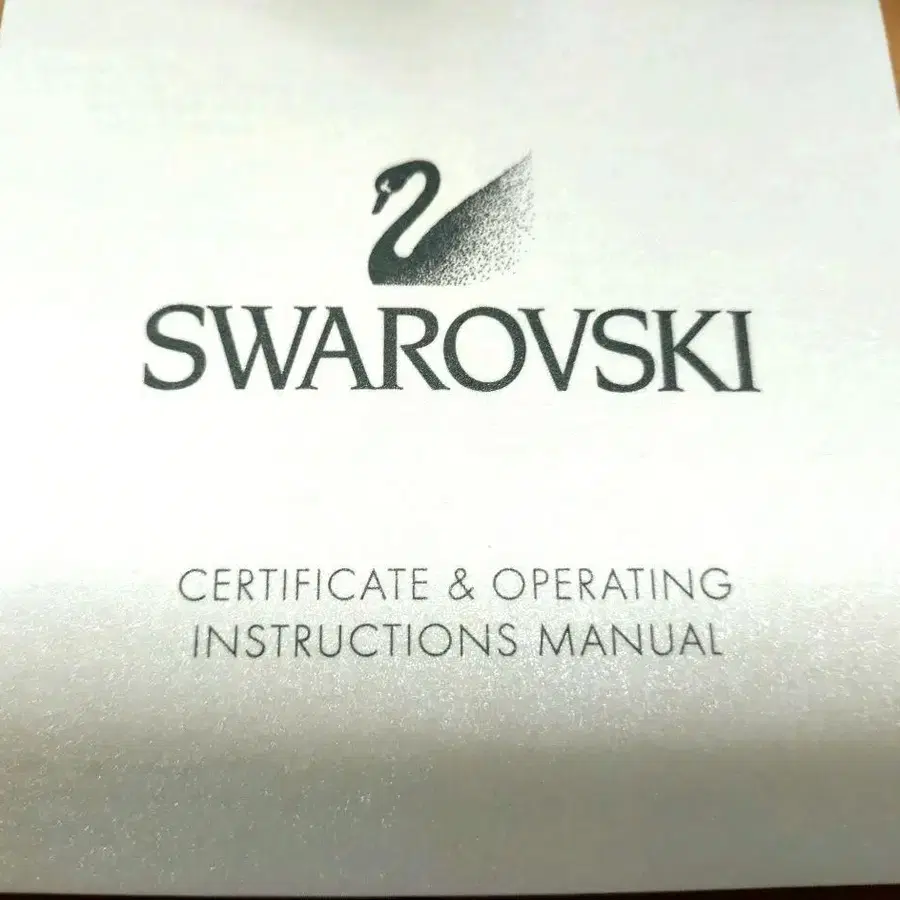 SWAROVSKI
CERTIFICATE & OPERATING
INSTRUCTIONS MANUAL